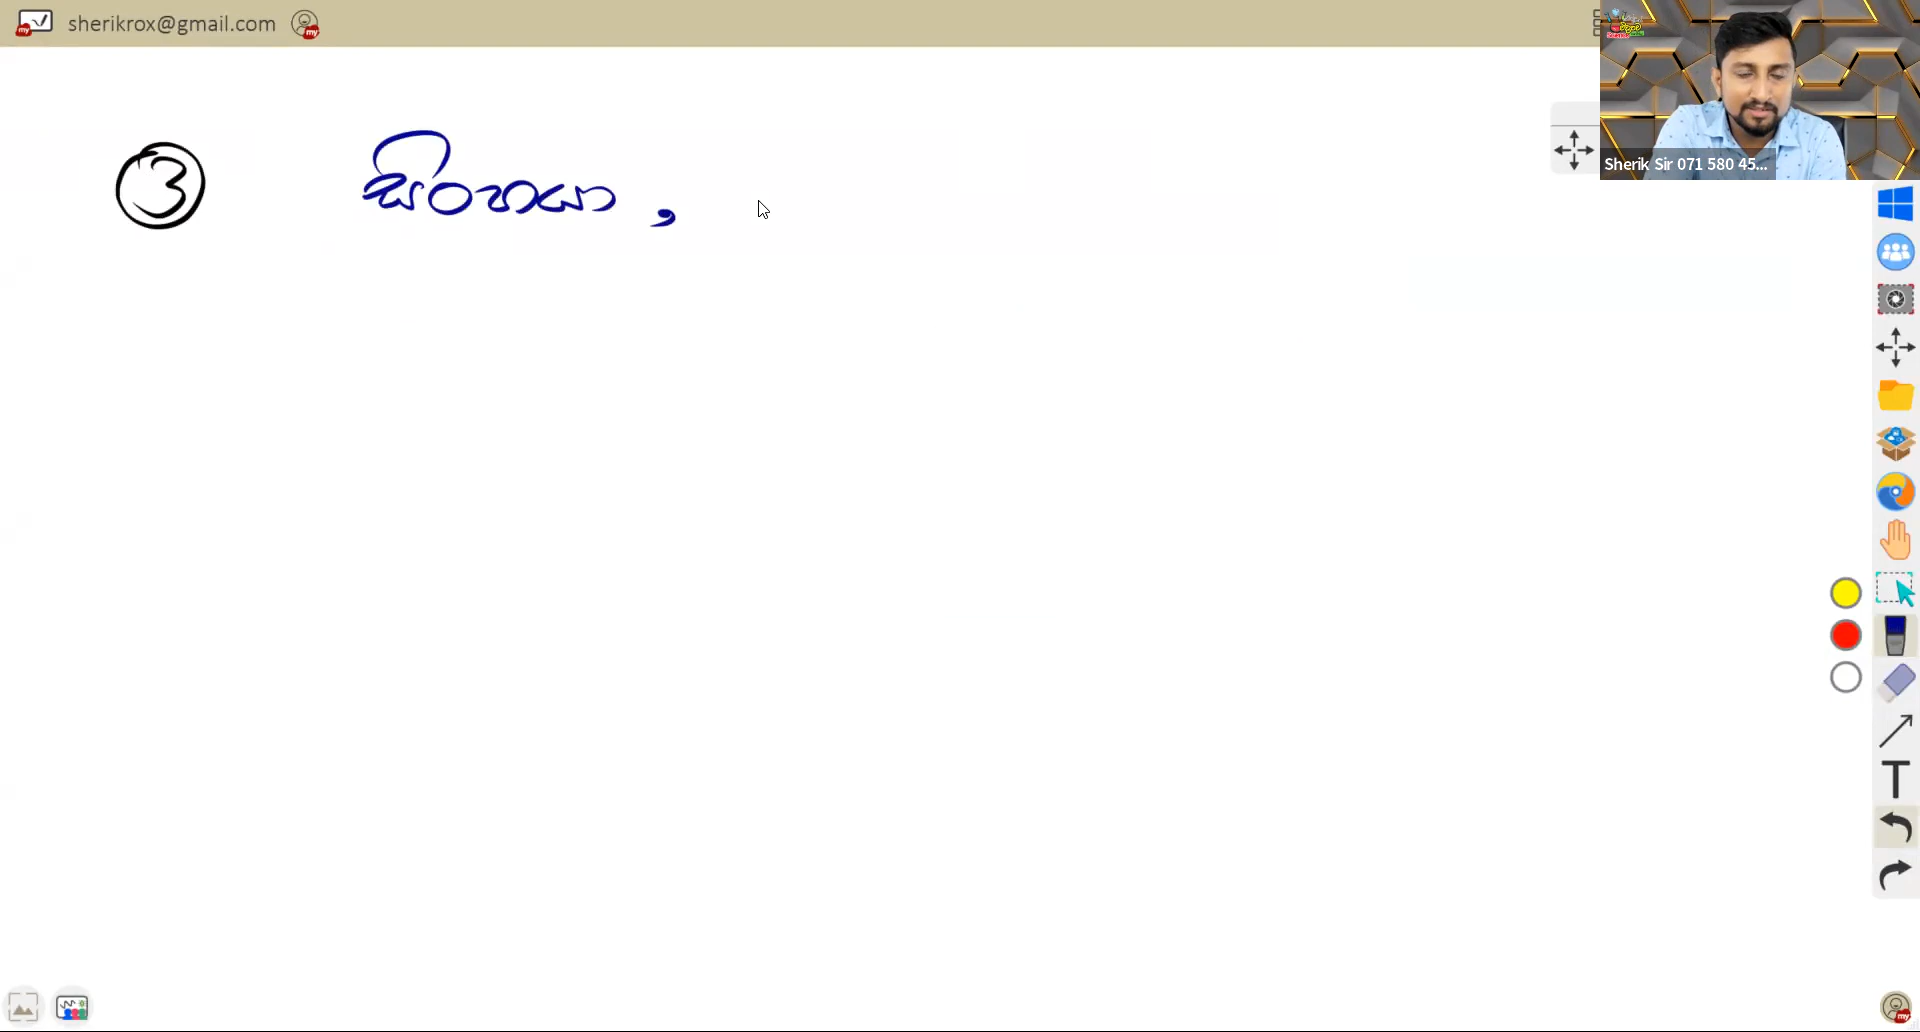 sherikrox@gmail.com
Sherik Sir 071 580 45...
③ සිංහයා ,
T